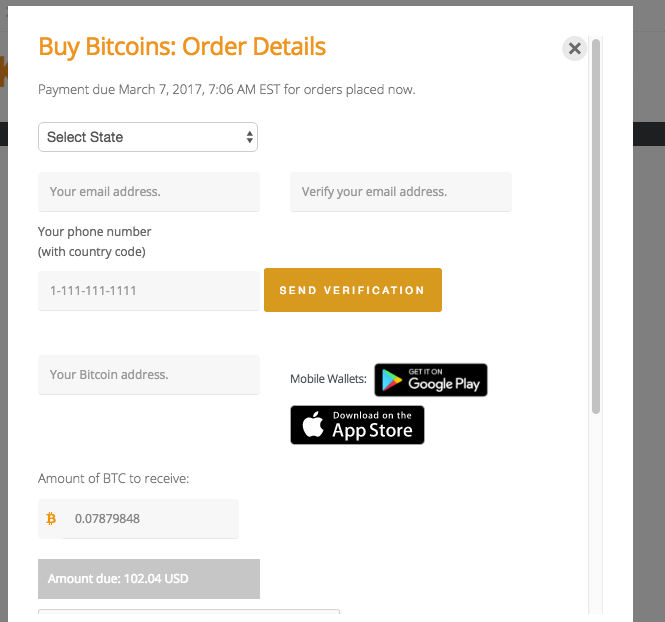 Buy Bitcoins: Order Details
Payment due March 7, 2017, 7:06 AM EST for orders placed now.
Select State
Your email address.
Verify your email address.
Your phone number
(with country code)
1-111-111-1111
SEND VERIFICATION
Your Bitcoin address.
Mobile Wallets:
GET IT ON
Google Play
Download on the
App Store
Amount of BTC to receive:
0.07879848
Amount due: 102.04 USD